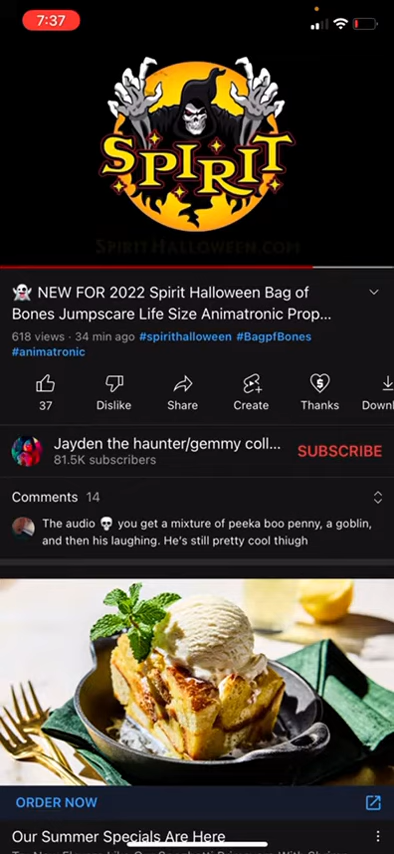 7:37
SPIRIT
SPIRITHALLOWEEN.COM
NEW FOR 2022 Spirit Halloween Bag of
Bones Jumpscare Life Size Animatronic Prop...
618 views · 34 min ago #spirithalloween #BagpfBones
#animatronic
37 Dislike Share Create Thanks Downl
Jayden the haunter/gemmy coll...
81.5K subscribers
SUBSCRIBE
Comments 14
The audio 💀 you get a mixture of peeka boo penny, a goblin,
and then his laughing. He's still pretty cool thiugh
ORDER NOW
Our Summer Specials Are Here